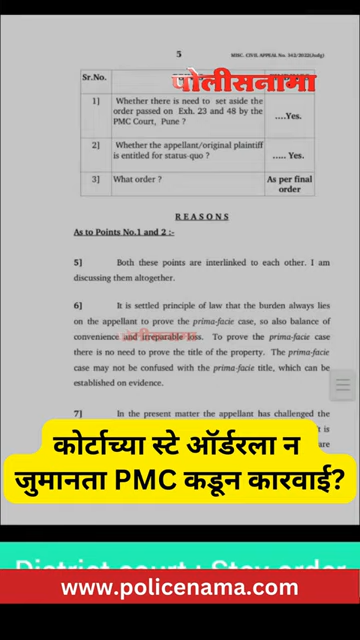 5
MISC. CIVIL APPEAL No. 342/2022(Judg)
पोलीसनामा
Sr.No.
1] Whether there is need to set aside the
order passed on Exh. 23 and 48 by the
PMC Court, Pune ?
....Yes.
2] Whether the appellant/original plaintiff
is entitled for status-quo ?
..... Yes.
3] What order ?
As per final
order
R E A S O N S
As to Points No.1 and 2 :-
5] Both these points are interlinked to each other. I am
discussing them altogether.
6] It is settled principle of law that the burden always lies
on the appellant to prove the prima-facie case, so also balance of
convenience and irreparable loss. To prove the prima-facie case
there is no need to prove the title of the property. The prima-facie
case may not be confused with the prima-facie title, which can be
established on evidence.
7] In the present matter the appellant has challenged the
कोर्टाच्या स्टे ऑर्डरला न
जुमानता PMC कडून कारवाई?
District court : Stay order
www.policenama.com